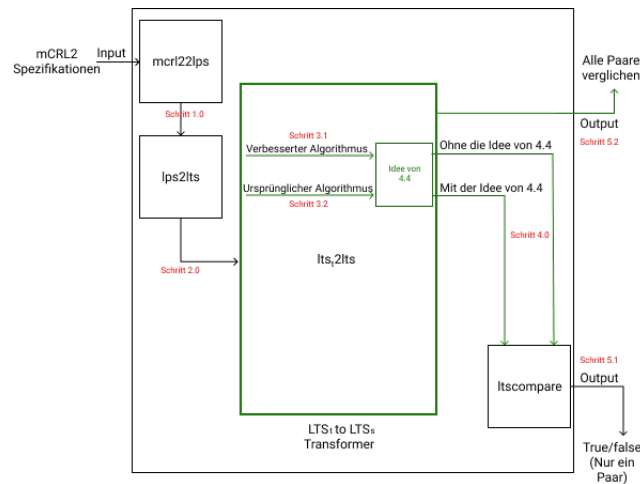 mCRL2
Spezifikationen
Input
mcrl22lps
Schritt 1.0
lps2lts
Schritt 2.0
Schritt 3.1
Verbesserter Algorithmus
Ursprünglicher Algorithmus
Schritt 3.2
Idee von
4.4
ltsₜ2lts
LTSₜ to LTSₛ
Transformer
Ohne die Idee von 4.4
Mit der Idee von 4.4
Schritt 4.0
ltscompare
Alle Paare
verglichen
Output
Schritt 5.2
Schritt 5.1
Output
True/false
(Nur ein
Paar)